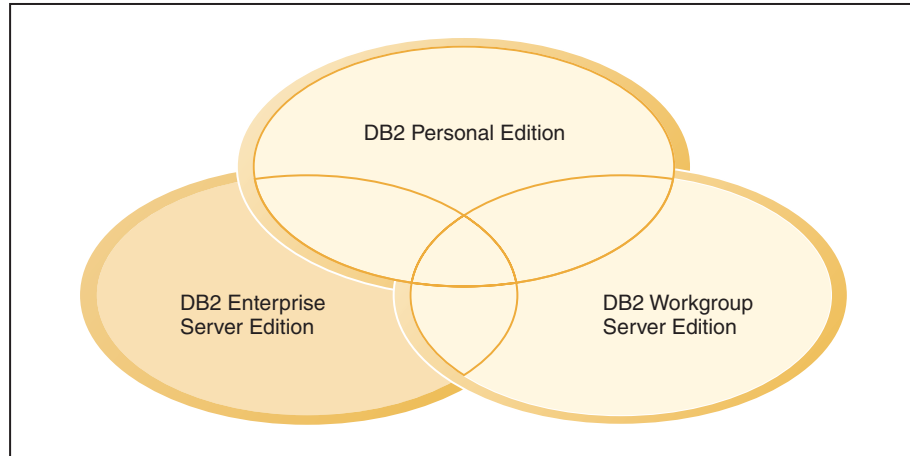 DB2 Personal Edition
DB2 Enterprise
Server Edition
DB2 Workgroup
Server Edition